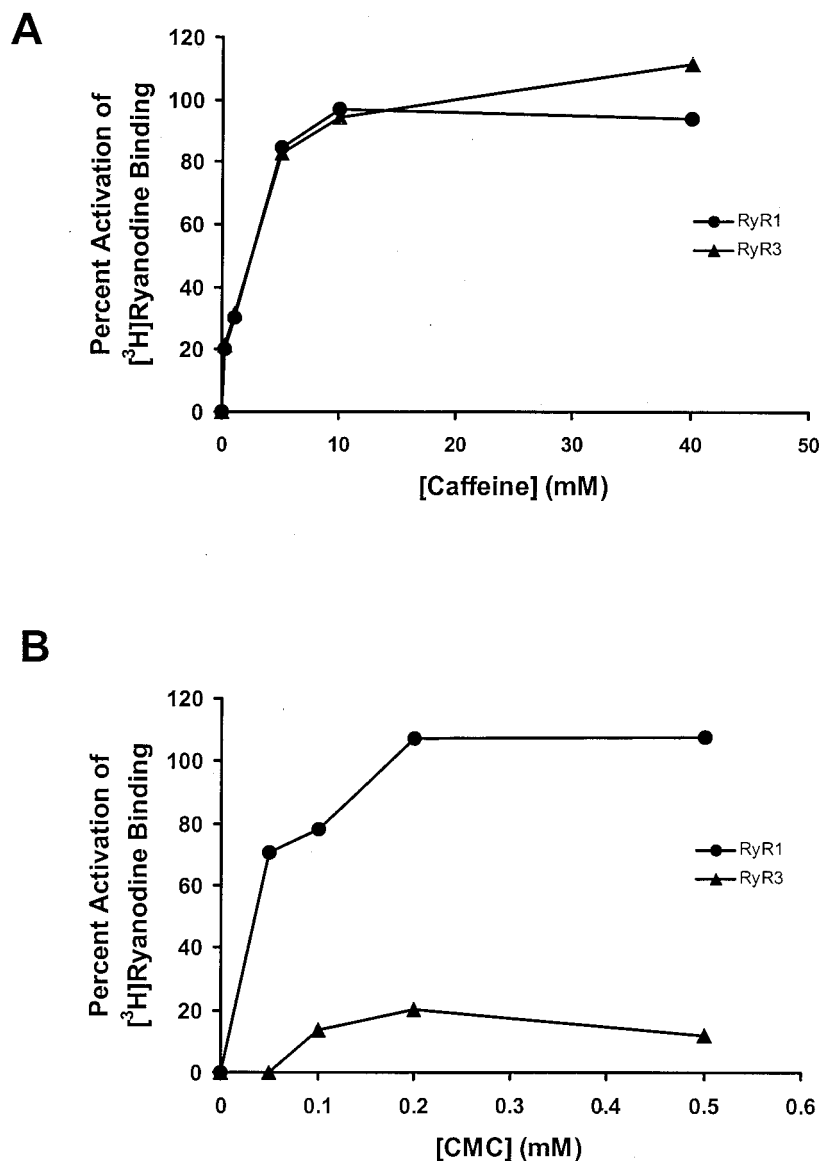 A
120
100
80
60
40
20
0
Percent Activation of
[³H]Ryanodine Binding
RyR1
RyR3
0 10 20 30 40 50
[Caffeine] (mM)
B
120
100
80
60
40
20
0
Percent Activation of
[³H]Ryanodine Binding
RyR1
RyR3
0 0.1 0.2 0.3 0.4 0.5 0.6
[CMC] (mM)